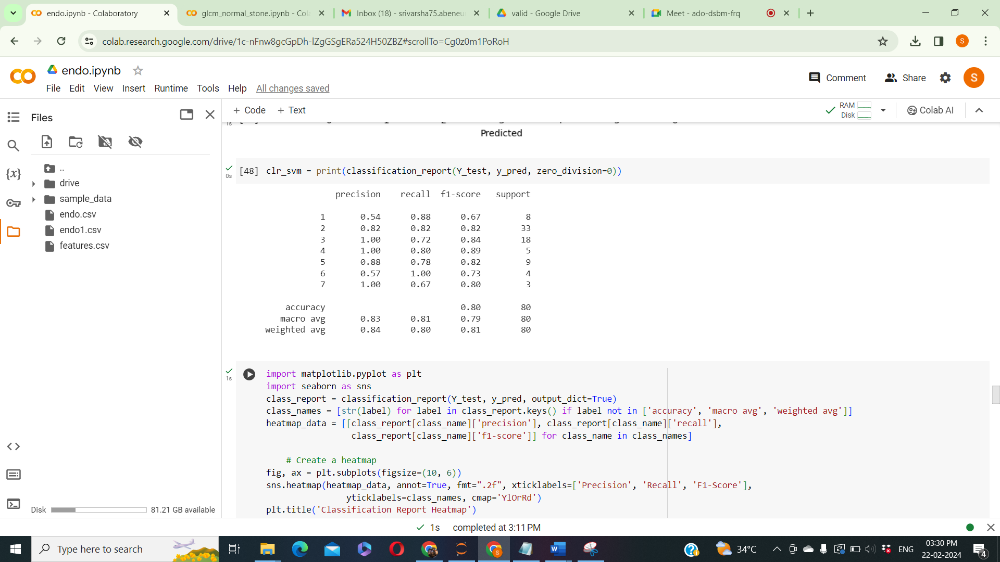 endo.ipynb - Colaboratory
glcm_normal_stone.ipynb - Cola
Inbox (18) - srivarsha75.abeneu
valid - Google Drive
Meet - ado-dsbm-frq
colab.research.google.com/drive/1c-nFnw8gcGpDh-lZgGSgERa524H50ZBZ#scrollTo=Cg0z0m1PoRoH
S
endo.ipynb
Comment
Share
S
File Edit View Insert Runtime Tools Help All changes saved
Files
+ Code + Text
RAM
Disk
Colab AI
1s
Predicted
..
drive
sample_data
endo.csv
endo1.csv
features.csv
{x}
0s
[48] clr_svm = print(classification_report(Y_test, y_pred, zero_division=0))
precision recall f1-score support
1 0.54 0.88 0.67 8
2 0.82 0.82 0.82 33
3 1.00 0.72 0.84 18
4 1.00 0.80 0.89 5
5 0.88 0.78 0.82 9
6 0.57 1.00 0.73 4
7 1.00 0.67 0.80 3
accuracy 0.80 80
macro avg 0.83 0.81 0.79 80
weighted avg 0.84 0.80 0.81 80
1s
import matplotlib.pyplot as plt
import seaborn as sns
class_report = classification_report(Y_test, y_pred, output_dict=True)
class_names = [str(label) for label in class_report.keys() if label not in ['accuracy', 'macro avg', 'weighted avg']]
heatmap_data = [[class_report[class_name]['precision'], class_report[class_name]['recall'],
class_report[class_name]['f1-score']] for class_name in class_names]
# Create a heatmap
fig, ax = plt.subplots(figsize=(10, 6))
sns.heatmap(heatmap_data, annot=True, fmt=".2f", xticklabels=['Precision', 'Recall', 'F1-Score'],
yticklabels=class_names, cmap='YlOrRd')
plt.title('Classification Report Heatmap')
Disk 81.21 GB available
1s completed at 3:11 PM
Type here to search
34°C
ENG
03:30 PM
22-02-2024
4